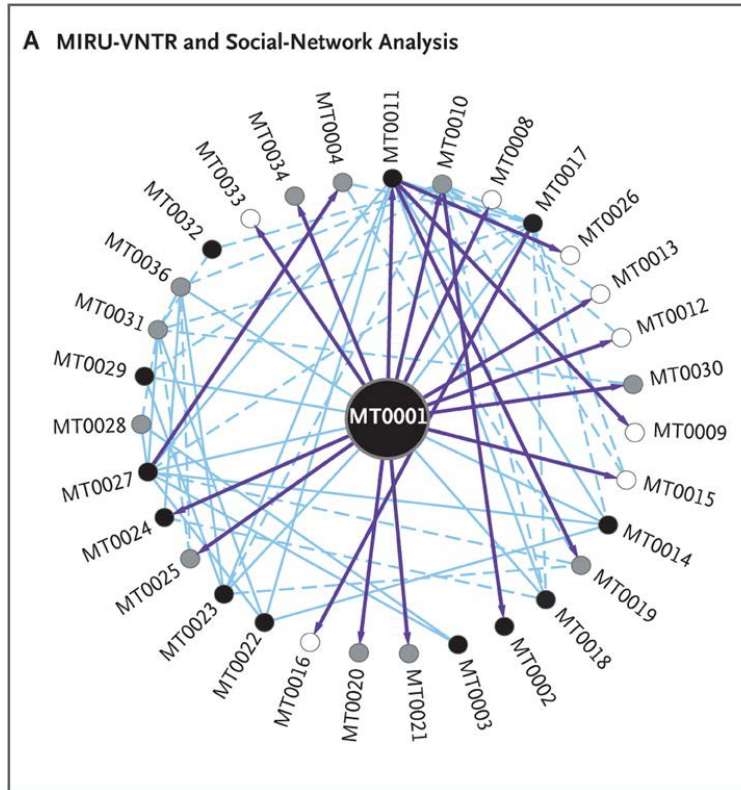 A MIRU-VNTR and Social-Network Analysis
MT0011
MT0010
MT0008
MT0017
MT0026
MT0013
MT0012
MT0030
MT0009
MT0015
MT0014
MT0019
MT0018
MT0002
MT0003
MT0021
MT0020
MT0016
MT0022
MT0023
MT0025
MT0024
MT0027
MT0028
MT0029
MT0031
MT0036
MT0032
MT0033
MT0034
MT0004
MT0001